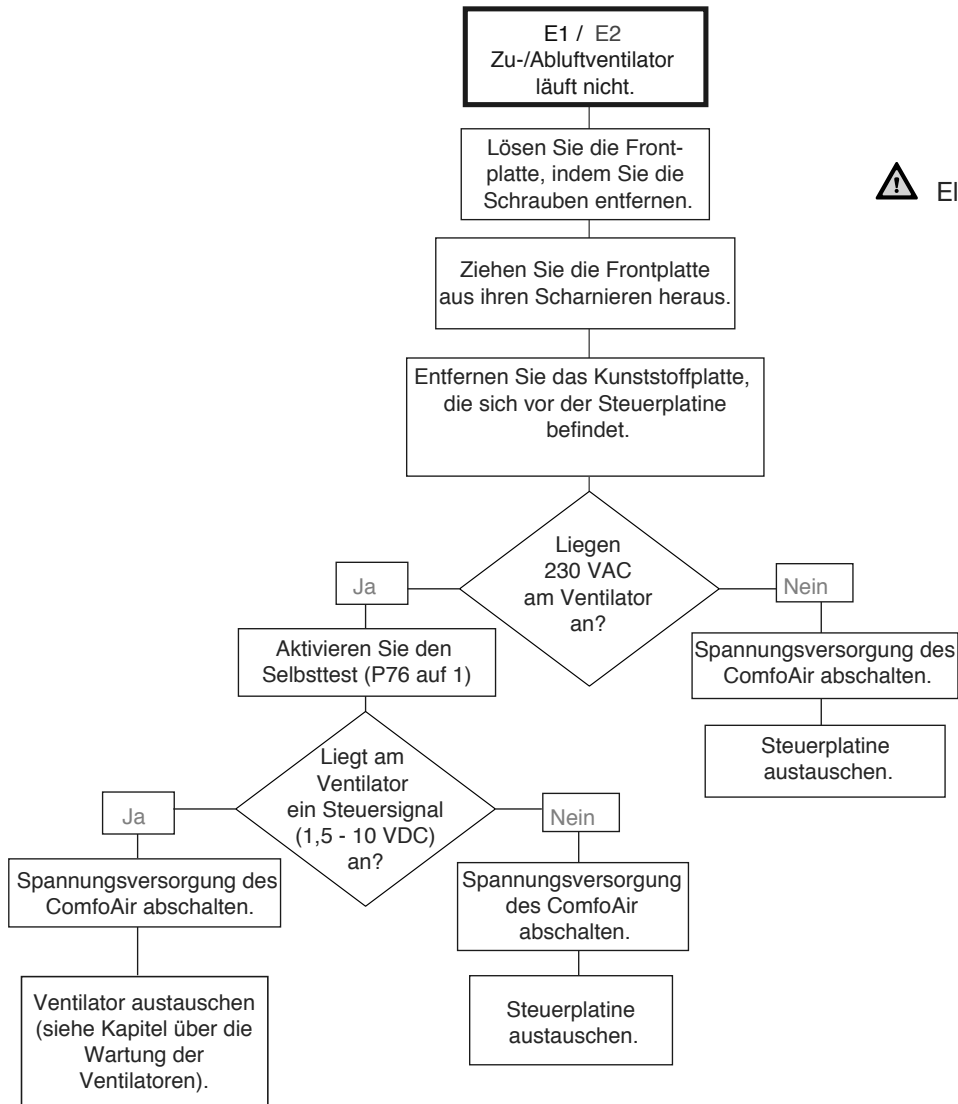 E1 / E2
Zu-/Abluftventilator
läuft nicht.
Lösen Sie die Front-
platte, indem Sie die
Schrauben entfernen.
El
Ziehen Sie die Frontplatte
aus ihren Scharnieren heraus.
Entfernen Sie das Kunststoffplatte,
die sich vor der Steuerplatine
befindet.
Liegen
230 VAC
am Ventilator
an?
Ja
Nein
Aktivieren Sie den
Selbsttest (P76 auf 1)
Spannungsversorgung des
ComfoAir abschalten.
Steuerplatine
austauschen.
Liegt am
Ventilator
ein Steuersignal
(1,5 - 10 VDC)
an?
Ja
Nein
Spannungsversorgung des
ComfoAir abschalten.
Spannungsversorgung
des ComfoAir
abschalten.
Ventilator austauschen
(siehe Kapitel über die
Wartung der
Ventilatoren).
Steuerplatine
austauschen.